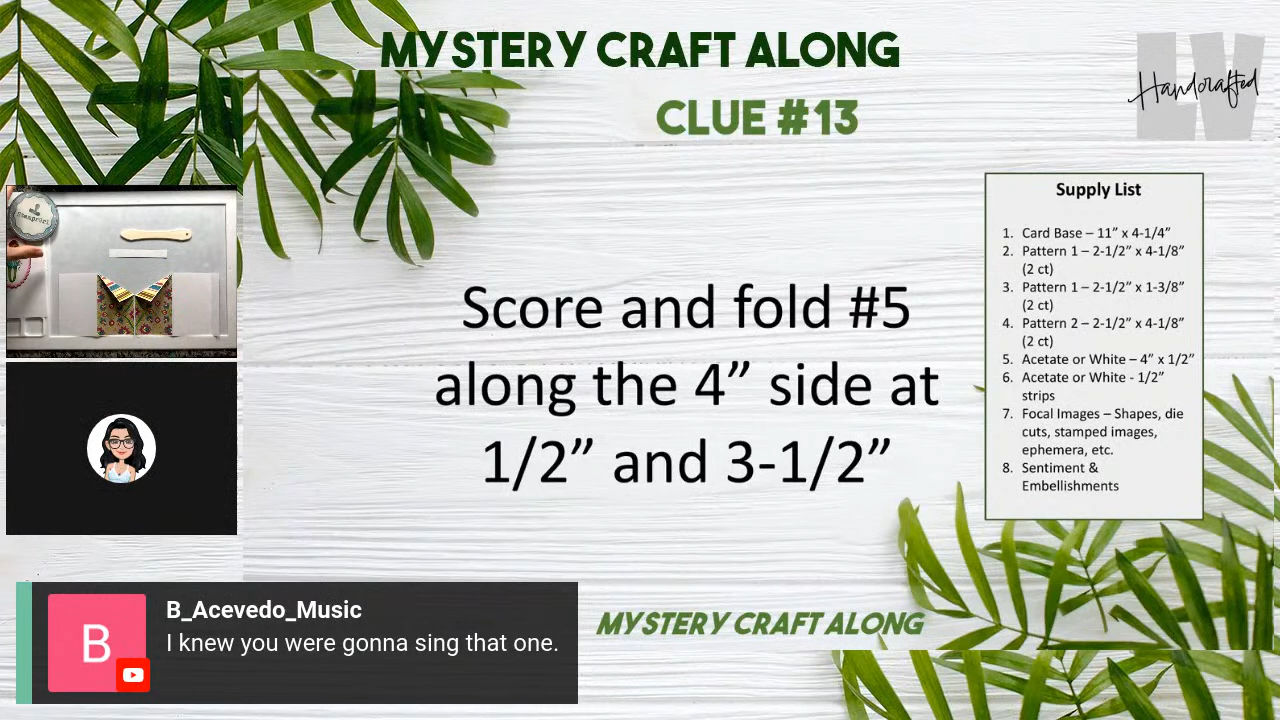 MYSTERY CRAFT ALONG
CLUE #13
Handcrafted
LV
Supply List
1. Card Base – 11” x 4-1/4”
2. Pattern 1 – 2-1/2” x 4-1/8”
(2 ct)
3. Pattern 1 – 2-1/2” x 1-3/8”
(2 ct)
4. Pattern 2 – 2-1/2” x 4-1/8”
(2 ct)
5. Acetate or White – 4” x 1/2”
6. Acetate or White - 1/2”
strips
7. Focal Images – Shapes, die
cuts, stamped images,
ephemera, etc.
8. Sentiment &
Embellishments
Score and fold #5
along the 4” side at
1/2” and 3-1/2”
B
B_Acevedo_Music
I knew you were gonna sing that one.
MYSTERY CRAFT ALONG